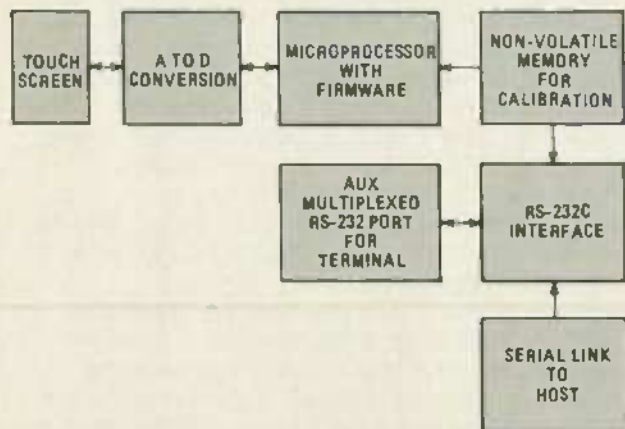 TOUCH
SCREEN
A TO D
CONVERSION
MICROPROCESSOR
WITH
FIRMWARE
NON-VOLATILE
MEMORY
FOR
CALIBRATION
AUX
MULTIPLEXED
RS-232 PORT
FOR
TERMINAL
RS-232C
INTERFACE
SERIAL LINK
TO
HOST